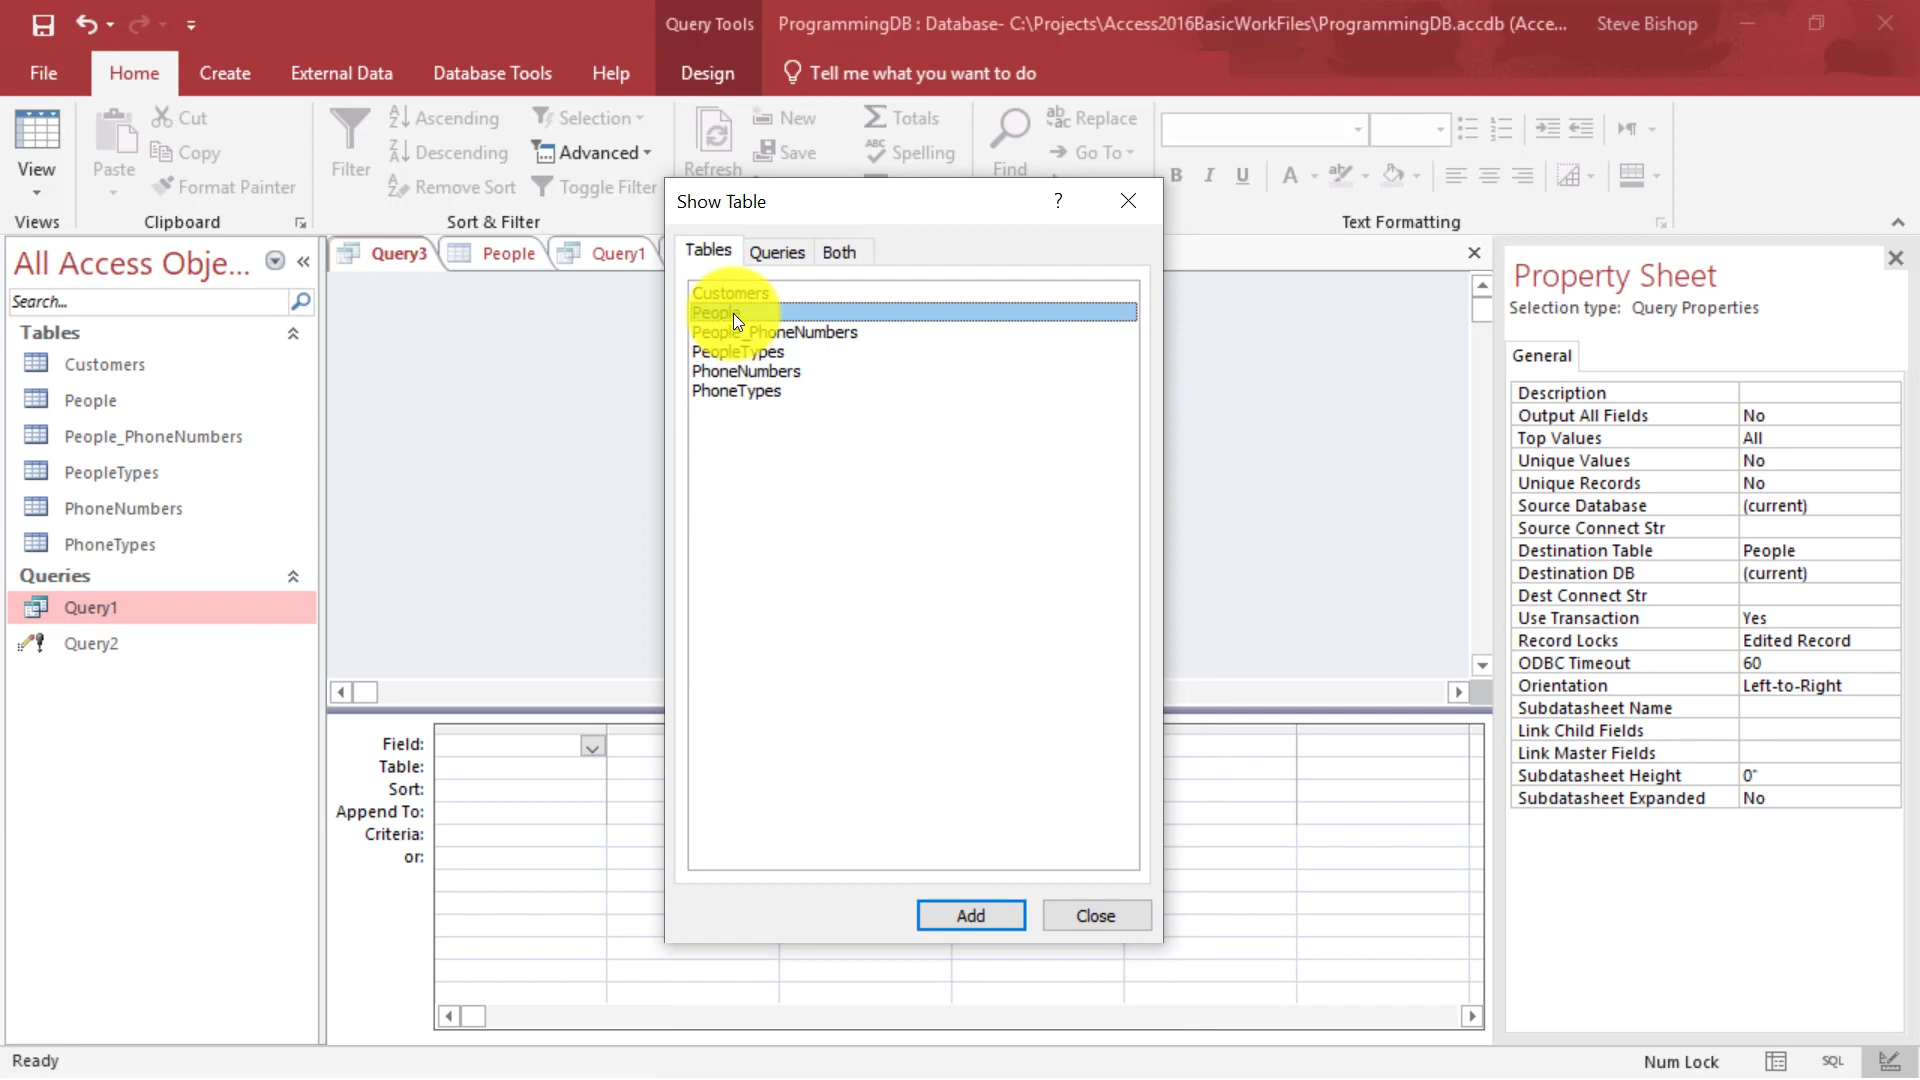 Query Tools
ProgrammingDB : Database- C:\Projects\Access2016BasicWorkFiles\ProgrammingDB.accdb (Acce...
Steve Bishop
File
Home
Create
External Data
Database Tools
Help
Design
Tell me what you want to do
View
Views
Paste
Cut
Copy
Format Painter
Clipboard
Filter
Ascending
Descending
Remove Sort
Selection
Advanced
Toggle Filter
Sort & Filter
Refresh
New
Save
Totals
Spelling
Find
Replace
Go To
B I U A
Text Formatting
All Access Obje...
Search...
Tables
Customers
People
People_PhoneNumbers
PeopleTypes
PhoneNumbers
PhoneTypes
Queries
Query1
Query2
Query3
People
Query1
Show Table
?
Tables
Queries
Both
Customers
People
People_PhoneNumbers
PeopleTypes
PhoneNumbers
PhoneTypes
Add
Close
Field:
Table:
Sort:
Append To:
Criteria:
or:
Property Sheet
Selection type: Query Properties
General
Description
Output All Fields No
Top Values All
Unique Values No
Unique Records No
Source Database (current)
Source Connect Str
Destination Table People
Destination DB (current)
Dest Connect Str
Use Transaction Yes
Record Locks Edited Record
ODBC Timeout 60
Orientation Left-to-Right
Subdatasheet Name
Link Child Fields
Link Master Fields
Subdatasheet Height 0"
Subdatasheet Expanded No
Ready
Num Lock
SQL